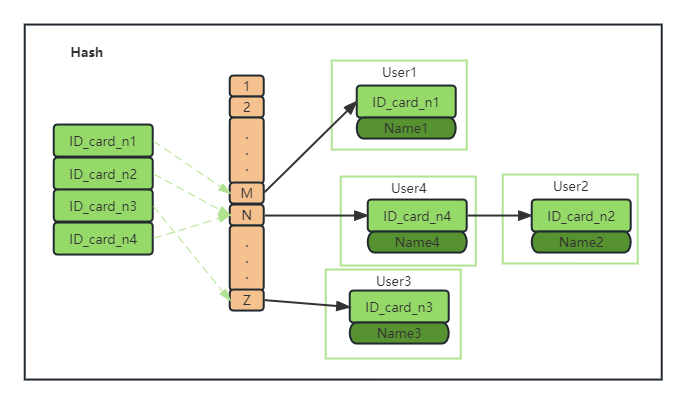 Hash
ID_card_n1
ID_card_n2
ID_card_n3
ID_card_n4
1
2
.
.
.
M
N
.
.
.
Z
User1
ID_card_n1
Name1
User4
ID_card_n4
Name4
User2
ID_card_n2
Name2
User3
ID_card_n3
Name3